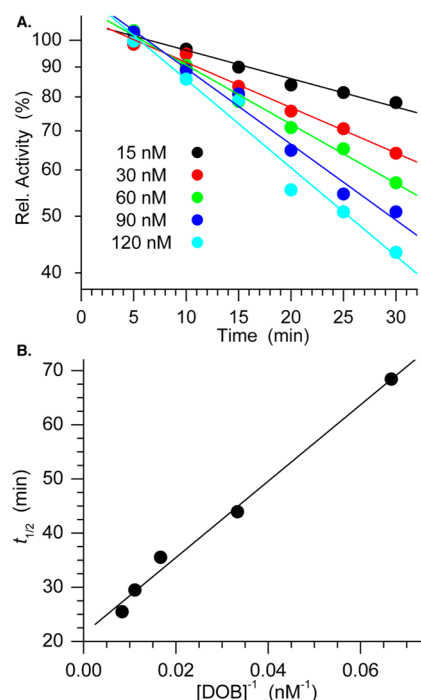 A.
100
90
80
70
60
50
40
Rel. Activity (%)
15 nM
30 nM
60 nM
90 nM
120 nM
0 5 10 15 20 25 30
Time (min)
B.
70
60
50
40
30
20
t1/2 (min)
0.00 0.02 0.04 0.06
[DOB]-1 (nM-1)